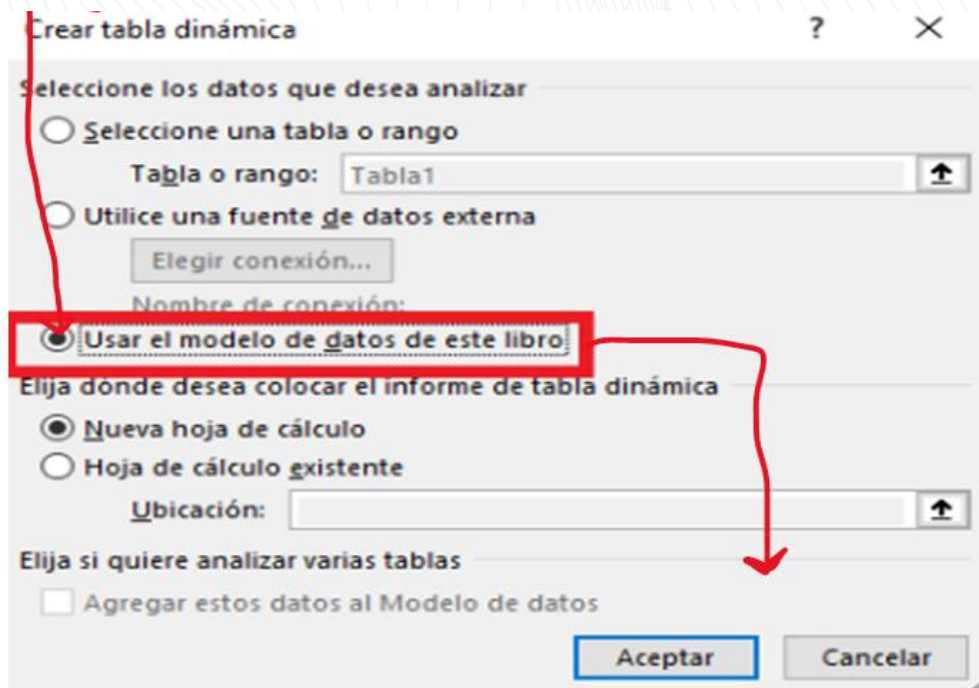 Crear tabla dinámica ? ×
Seleccione los datos que desea analizar
Seleccione una tabla o rango
Tabla o rango: Tabla1
Utilice una fuente de datos externa
Elegir conexión...
Nombre de conexión:
Usar el modelo de datos de este libro
Elija dónde desea colocar el informe de tabla dinámica
Nueva hoja de cálculo
Hoja de cálculo existente
Ubicación:
Elija si quiere analizar varias tablas
Agregar estos datos al Modelo de datos
Aceptar Cancelar